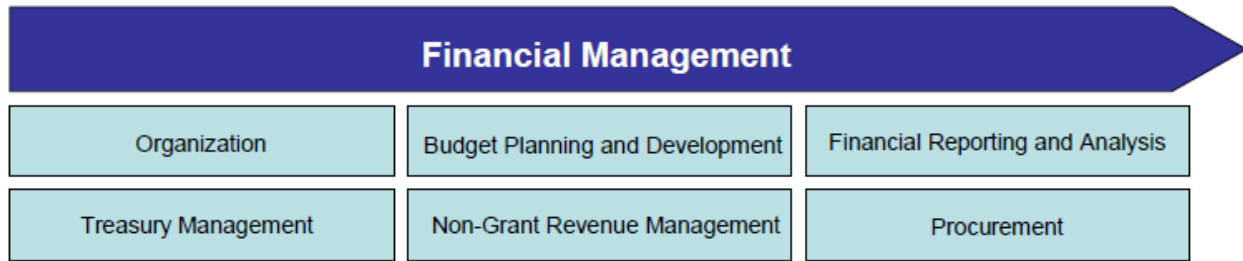 Financial Management
Organization
Budget Planning and Development
Financial Reporting and Analysis
Treasury Management
Non-Grant Revenue Management
Procurement